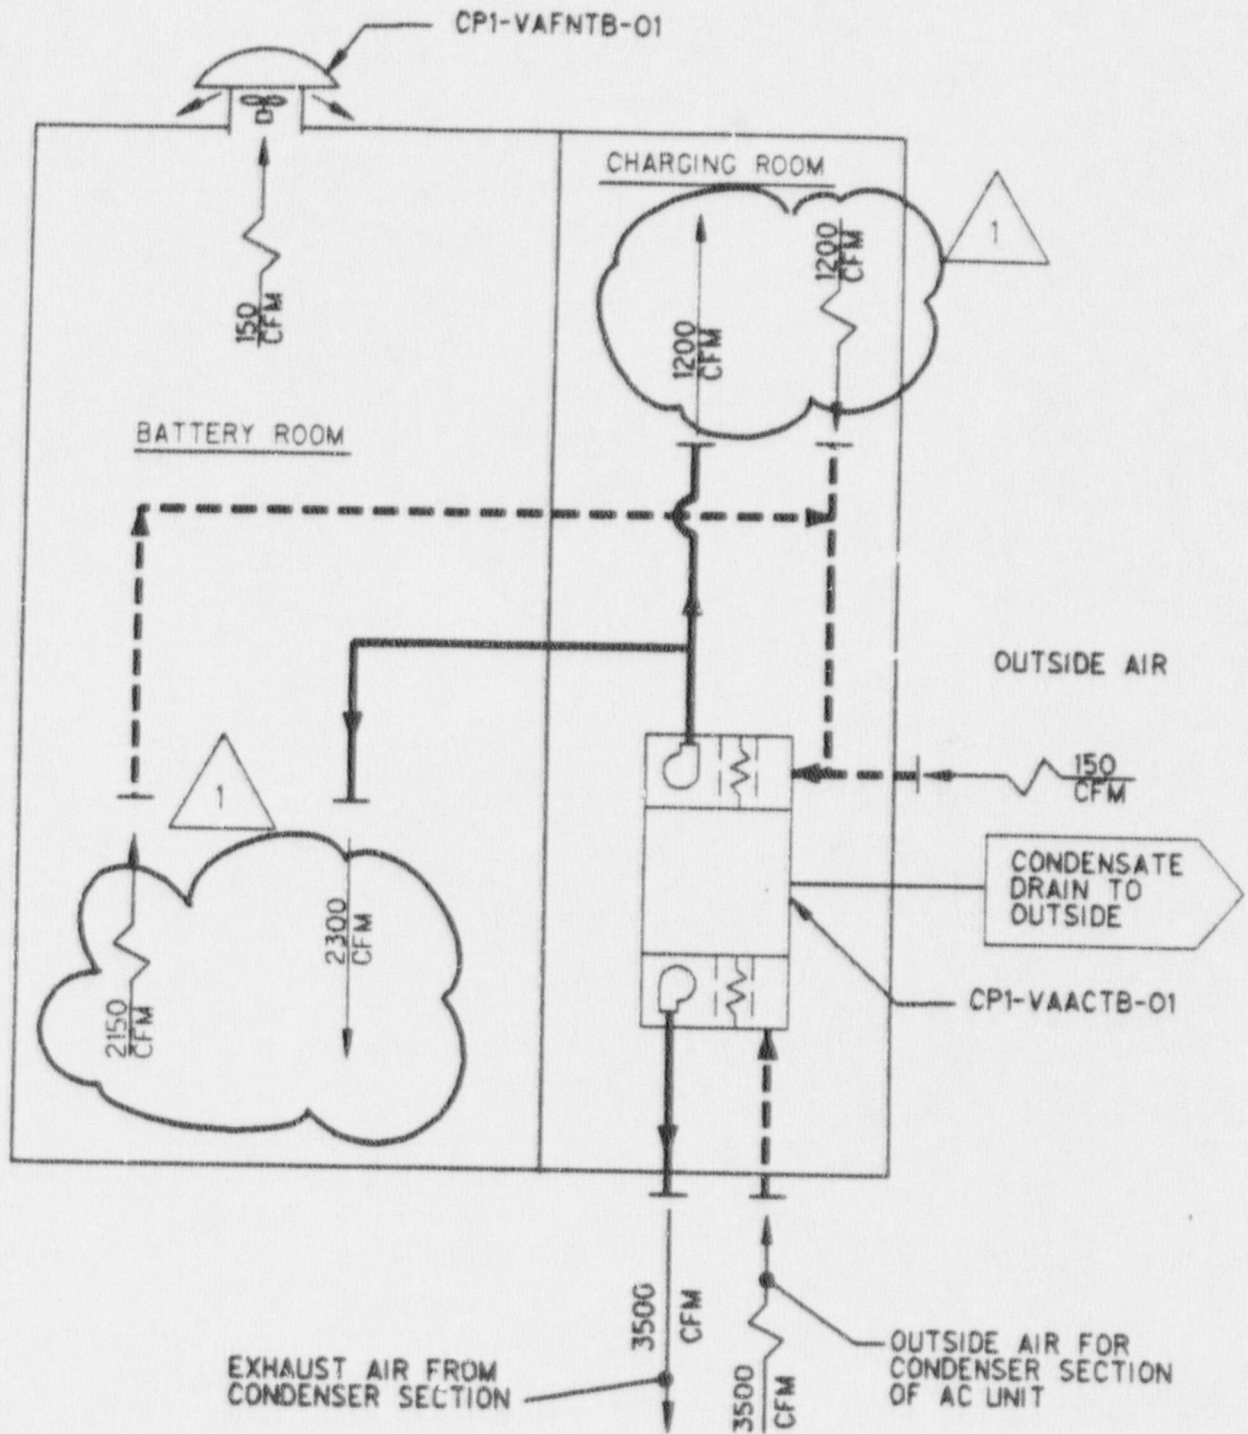 CP1-VAFNTB-01
CHARGING ROOM
1
1200
CFM
1200
CFM
150
CFM
BATTERY ROOM
OUTSIDE AIR
150
CFM
1
CONDENSATE
DRAIN TO
OUTSIDE
2300
CFM
2150
CFM
CP1-VAACTB-01
3500
CFM
3500
CFM
EXHAUST AIR FROM
CONDENSER SECTION
OUTSIDE AIR FOR
CONDENSER SECTION
OF AC UNIT